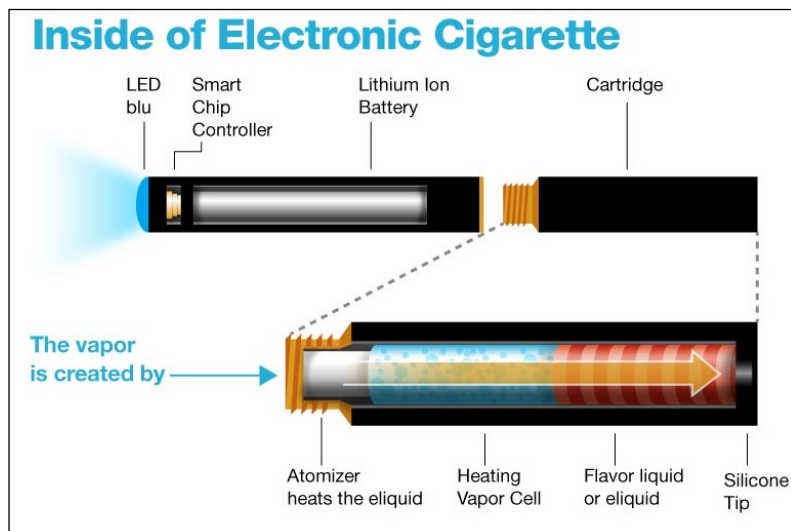 Inside of Electronic Cigarette
LED
blu
Smart
Chip
Controller
Lithium Ion
Battery
Cartridge
The vapor
is created by
Atomizer
heats the eliquid
Heating
Vapor Cell
Flavor liquid
or eliquid
Silicone
Tip